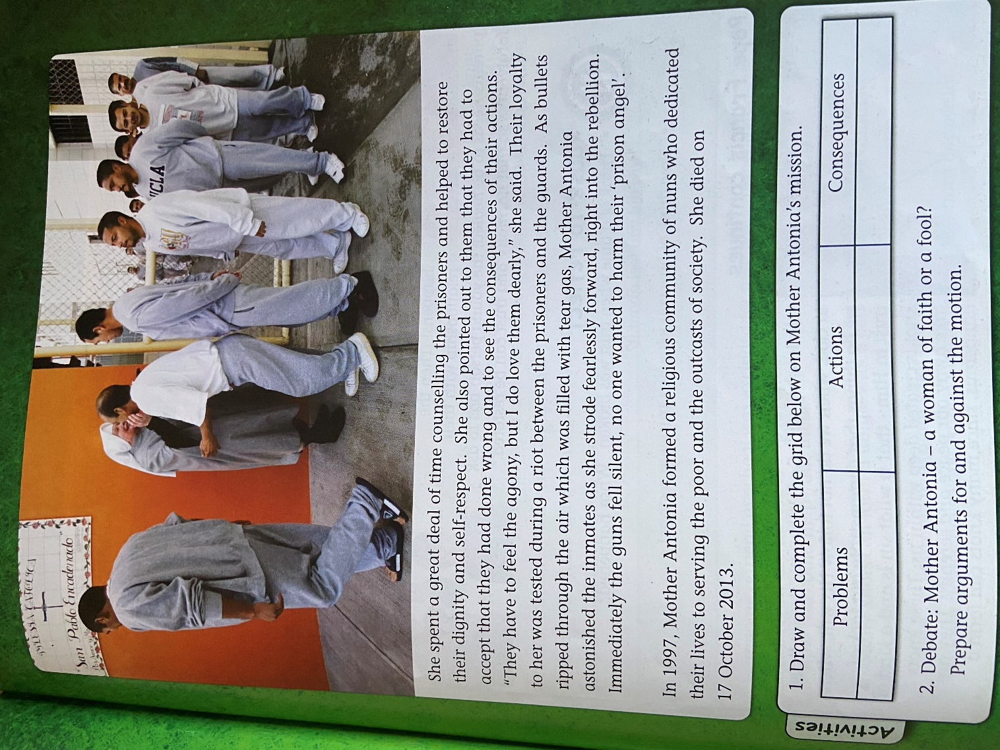 IGLESIA CATOLICA
"San Pablo Encadenado"
UCLA
She spent a great deal of time counselling the prisoners and helped to restore
their dignity and self-respect. She also pointed out to them that they had to
accept that they had done wrong and to see the consequences of their actions.
"They have to feel the agony, but I do love them dearly," she said. Their loyalty
to her was tested during a riot between the prisoners and the guards. As bullets
ripped through the air which was filled with tear gas, Mother Antonia
astonished the inmates as she strode fearlessly forward, right into the rebellion.
Immediately the guns fell silent, no one wanted to harm their 'prison angel'.
In 1997, Mother Antonia formed a religious community of nuns who dedicated
their lives to serving the poor and the outcasts of society. She died on
17 October 2013.
Activities
1. Draw and complete the grid below on Mother Antonia's mission.
Problems Actions Consequences
2. Debate: Mother Antonia – a woman of faith or a fool?
Prepare arguments for and against the motion.